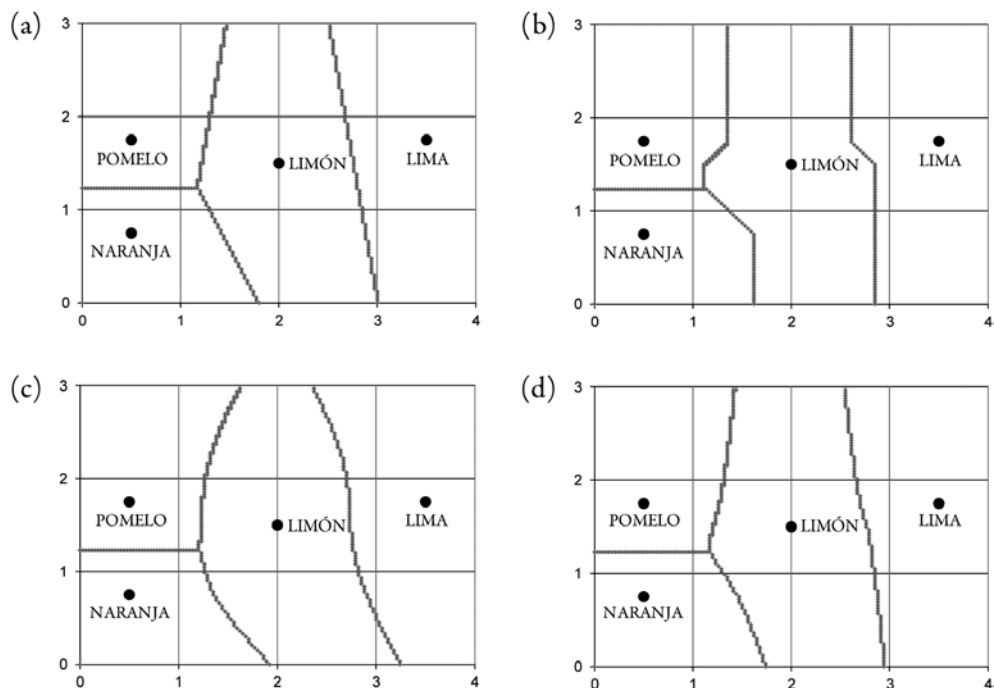 (a)
3
2
POMELO
LIMÓN
LIMA
1
NARANJA
0
0 1 2 3 4
(b)
3
2
POMELO
LIMÓN
LIMA
1
NARANJA
0
0 1 2 3 4
(c)
3
2
POMELO
LIMÓN
LIMA
1
NARANJA
0
0 1 2 3 4
(d)
3
2
POMELO
LIMÓN
LIMA
1
NARANJA
0
0 1 2 3 4